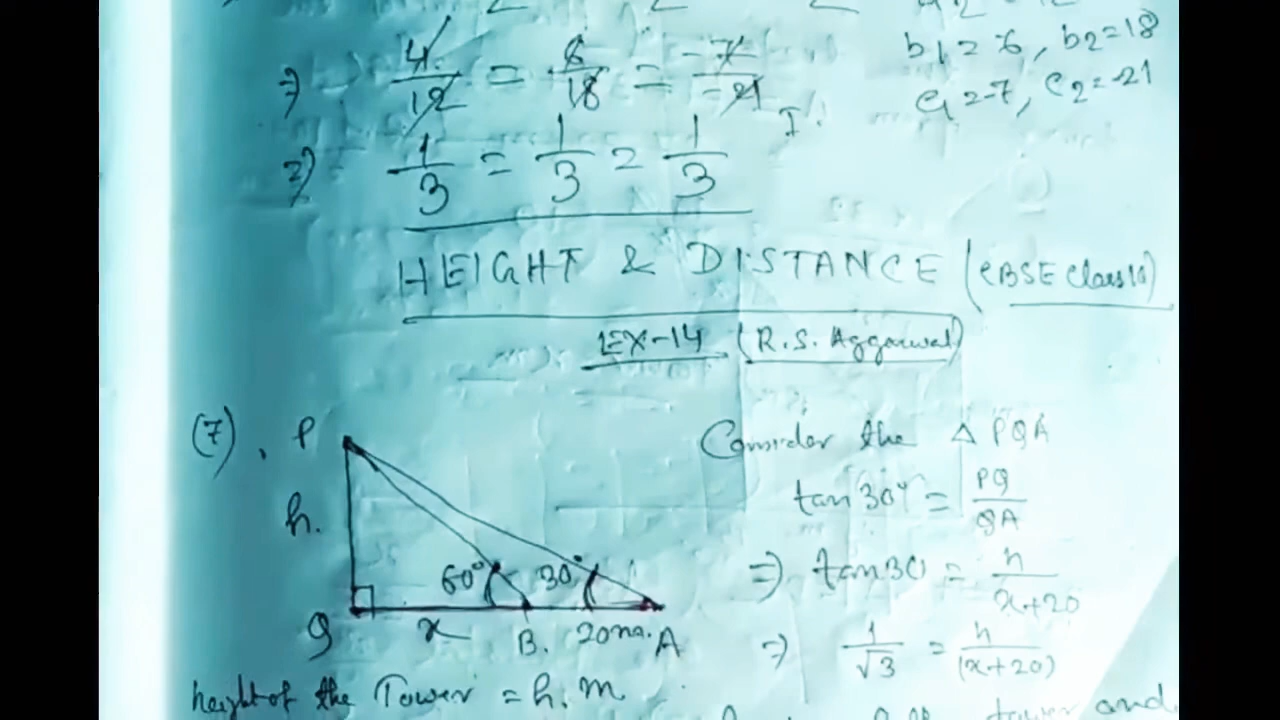 b1 = 6, b2 = 18
=) 4/12 = 6/18 = -7/-21
c1 = -7, c2 = -21
=) 1/3 = 1/3 = 1/3
HEIGHT & DISTANCE (CBSE Class 10)
EX-14 (R.S. Aggarwal)
(7). P
h.
60° 30°
Q x B. 20m. A
height of the Tower = h.m
Consider the Δ PQA
tan 30° = PQ/QA
=) tan 30 = h/x+20
=) 1/√3 = h/(x+20)
tower and